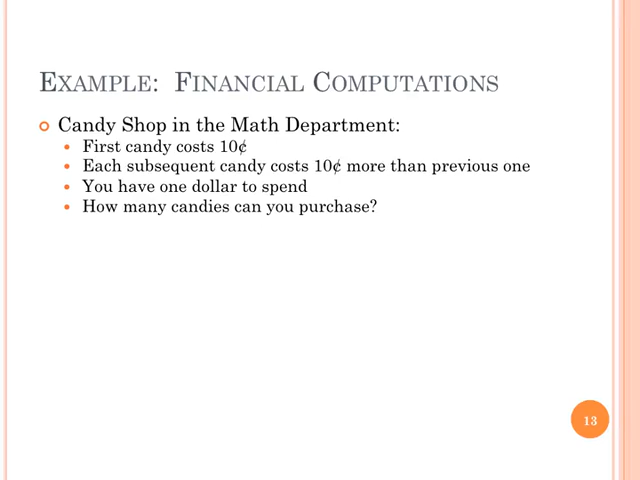 EXAMPLE: FINANCIAL COMPUTATIONS
Candy Shop in the Math Department:
First candy costs 10¢
Each subsequent candy costs 10¢ more than previous one
You have one dollar to spend
How many candies can you purchase?
13